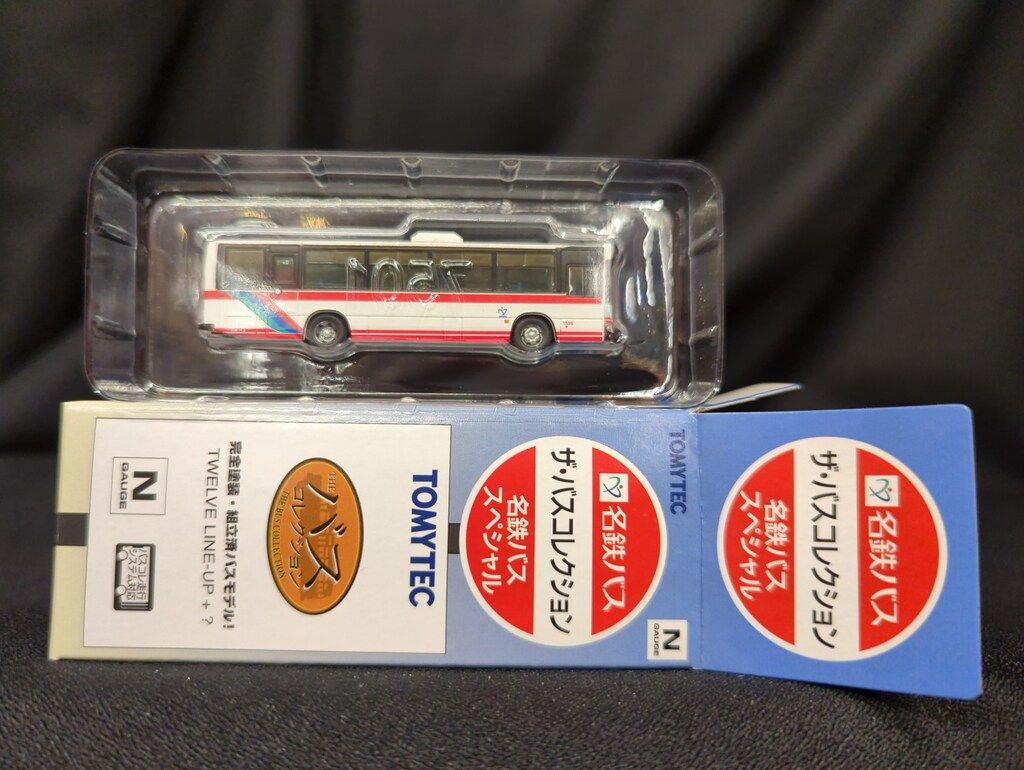 1501
TOMYTEC
名鉄バス
ザ・バスコレクション
名鉄バス
スペシャル
N
GAUGE
TOMYTEC
THE
バス
コレクション
THE BUS COLLECTION
完全塗装・組立済バスモデル!
TWELVE LINE-UP + ?
N
GAUGE
バスコレ走行
システム対応
名鉄バス
ザ・バスコレクション
名鉄バス
スペシャル